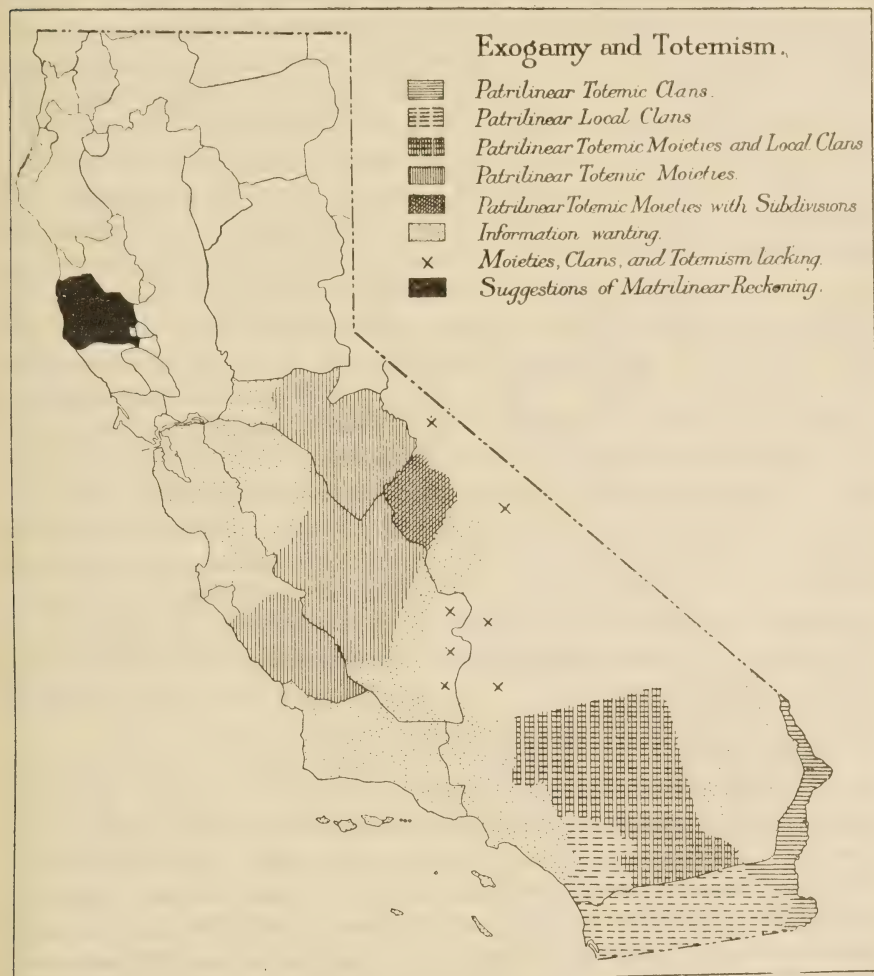 Exogamy and Totemism.
Patrilinear Totemic Clans.
Patrilinear Local Clans
Patrilinear Totemic Moieties and Local Clans
Patrilinear Totemic Moieties.
Patrilinear Totemic Moieties with Subdivisions
Information wanting.
Moieties, Clans, and Totemism lacking.
Suggestions of Matrilinear Reckoning.